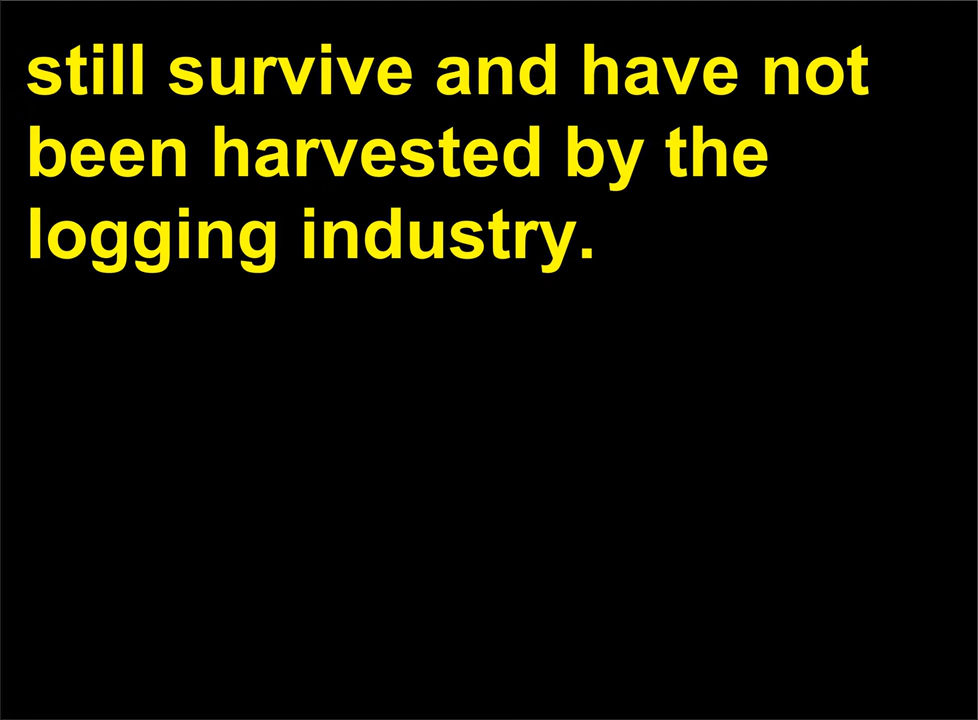 still survive and have not
been harvested by the
logging industry.